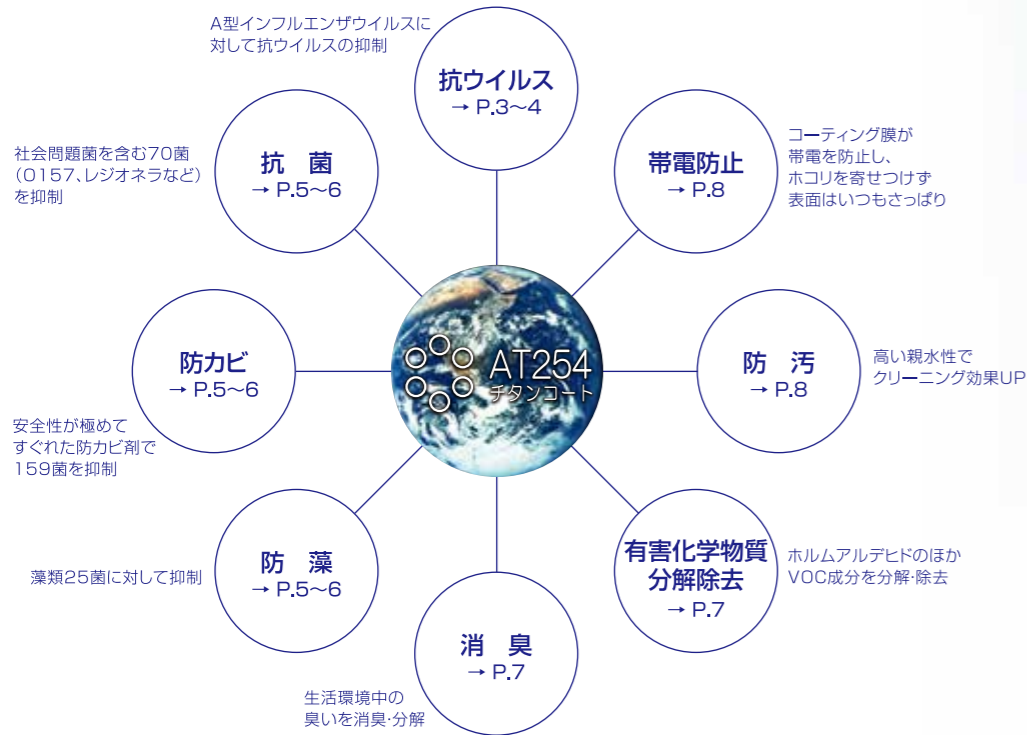 A型インフルエンザウイルスに
対して抗ウイルスの抑制
抗ウイルス
→ P.3〜4
帯電防止
→ P.8
コーティング膜が
帯電を防止し、
ホコリを寄せつけず
表面はいつもさっぱり
防 汚
→ P.8
高い親水性で
クリーニング効果UP
有害化学物質
分解除去
→ P.7
ホルムアルデヒドのほか
VOC成分を分解・除去
消 臭
→ P.7
生活環境中の
臭いを消臭・分解
防 藻
→ P.5〜6
藻類25菌に対して抑制
防カビ
→ P.5〜6
安全性が極めて
すぐれた防カビ剤で
159菌を抑制
抗 菌
→ P.5〜6
社会問題菌を含む70菌
（O157、レジオネラなど）
を抑制
AT254
チタンコート